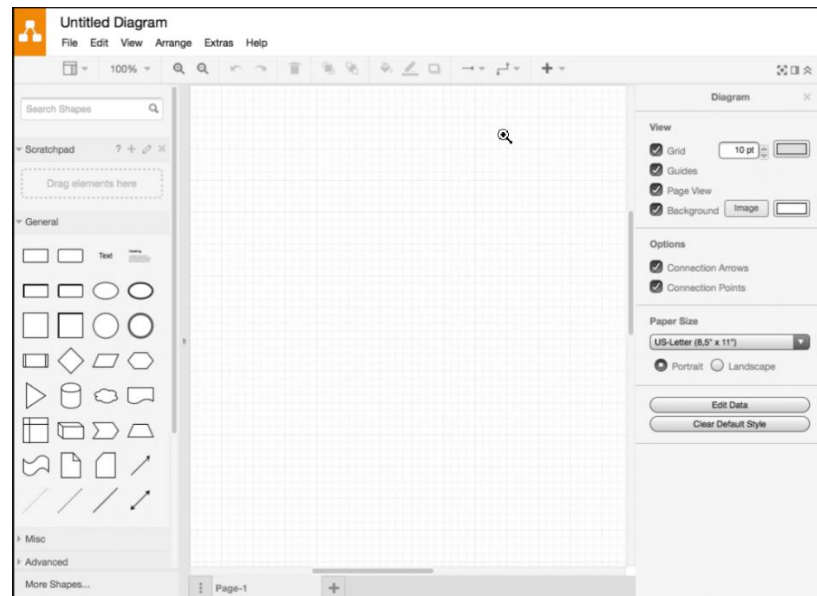 Untitled Diagram
File Edit View Arrange Extras Help
100%
Search Shapes
Scratchpad ?
Drag elements here
General
Text
Misc
Advanced
More Shapes...
Page-1
Diagram
View
Grid 10 pt
Guides
Page View
Background Image
Options
Connection Arrows
Connection Points
Paper Size
US-Letter (8,5" x 11")
Portrait Landscape
Edit Data
Clear Default Style